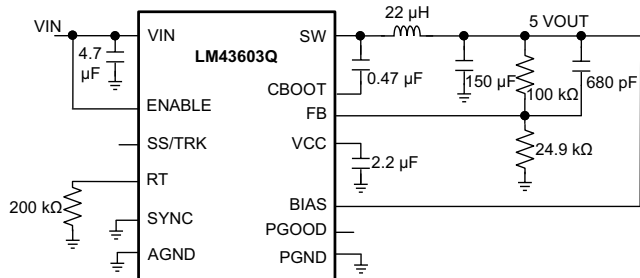 VIN
VIN
4.7
µF
LM43603Q
SW
22 µH
5 VOUT
0.47 µF
150 µF
100 kΩ
680 pF
CBOOT
ENABLE
FB
SS/TRK
VCC
24.9 kΩ
2.2 µF
RT
200 kΩ
BIAS
SYNC
PGOOD
AGND
PGND